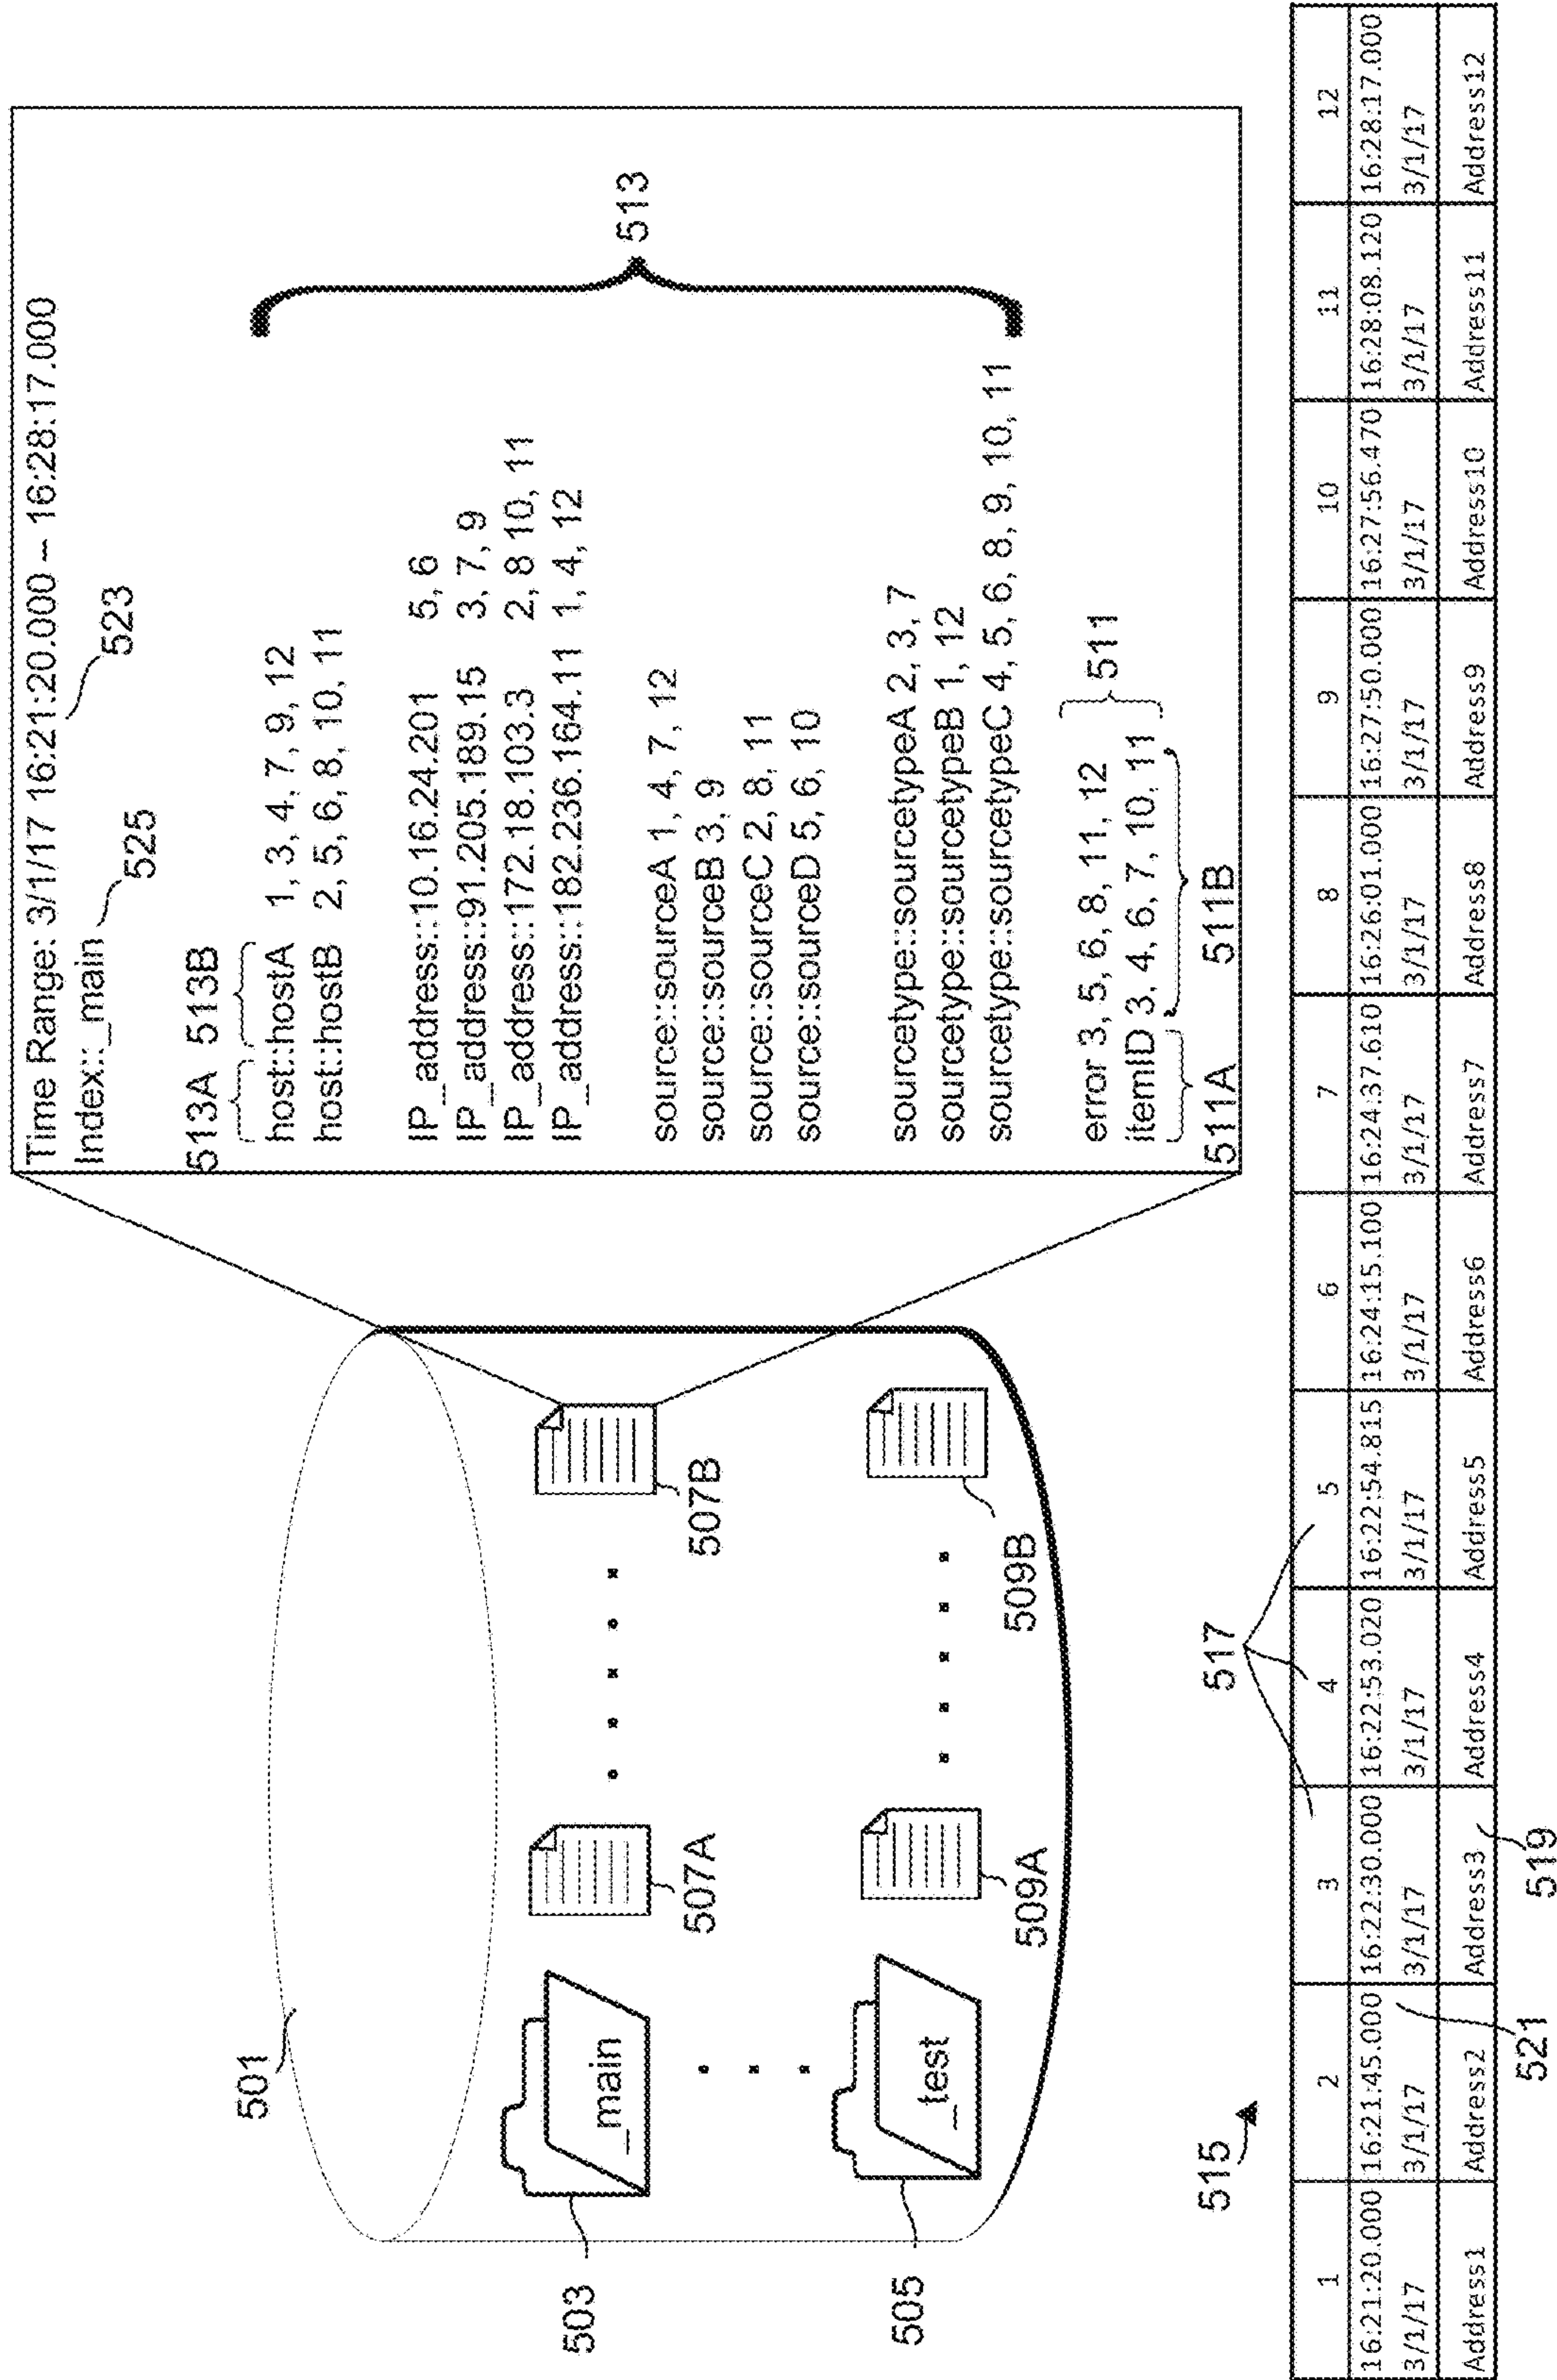 Time Range: 3/1/17 16:21:20.000 – 16:28:17.000
523
Index::_main
525
513A 513B
host::hostA 1, 3, 4, 7, 9, 12
host::hostB 2, 5, 6, 8, 10, 11
IP_address::10.16.24.201 5, 6
IP_address::91.205.189.15 3, 7, 9
IP_address::172.18.103.3 2, 8 10, 11
IP_address::182.236.164.11 1, 4, 12
513
source::sourceA 1, 4, 7, 12
source::sourceB 3, 9
source::sourceC 2, 8, 11
source::sourceD 5, 6, 10
sourcetype::sourcetypeA 2, 3, 7
sourcetype::sourcetypeB 1, 12
sourcetype::sourcetypeC 4, 5, 6, 8, 9, 10, 11
error 3, 5, 6, 8, 11, 12
itemID 3, 4, 6, 7, 10, 11
511
511A 511B
501
503
_main
507A
507B
505
_test
509A
509B
515
517
1 2 3 4 5 6 7 8 9 10 11 12
16:21:20.000 16:21:45.000 16:22:30.000 16:22:53.020 16:22:54.815 16:24:15.100 16:24:37.610 16:26:01.000 16:27:50.000 16:27:56.470 16:28:08.120 16:28:17.000
3/1/17 3/1/17 3/1/17 3/1/17 3/1/17 3/1/17 3/1/17 3/1/17 3/1/17 3/1/17 3/1/17 3/1/17
Address1 Address2 Address3 Address4 Address5 Address6 Address7 Address8 Address9 Address10 Address11 Address12
521
519